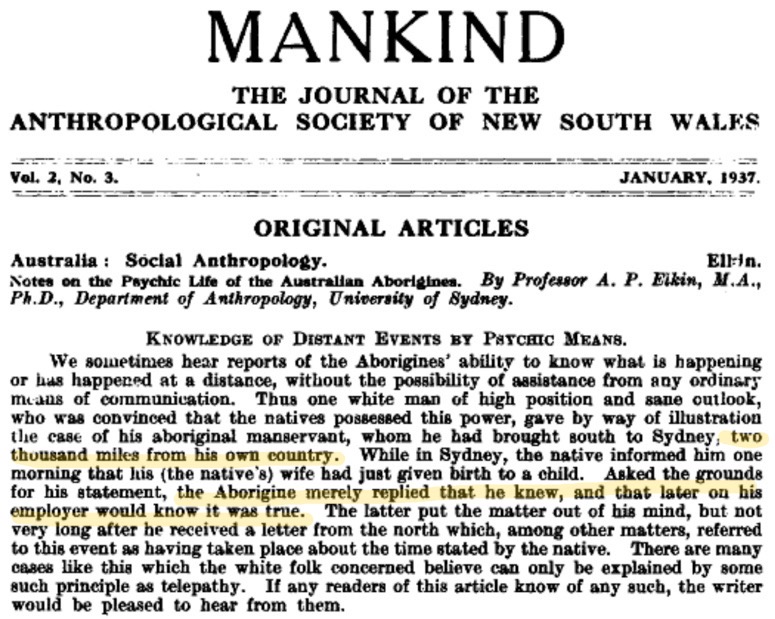 MANKIND
THE JOURNAL OF THE
ANTHROPOLOGICAL SOCIETY OF NEW SOUTH WALES
Vol. 2, No. 3. JANUARY, 1937.
ORIGINAL ARTICLES
Australia: Social Anthropology. Elkin.
Notes on the Psychic Life of the Australian Aborigines. By Professor A. P. Elkin, M.A.,
Ph.D., Department of Anthropology, University of Sydney.
KNOWLEDGE OF DISTANT EVENTS BY PSYCHIC MEANS.
We sometimes hear reports of the Aborigines' ability to know what is happening
or has happened at a distance, without the possibility of assistance from any ordinary
means of communication. Thus one white man of high position and sane outlook,
who was convinced that the natives possessed this power, gave by way of illustration
the case of his aboriginal manservant, whom he had brought south to Sydney, two
thousand miles from his own country. While in Sydney, the native informed him one
morning that his (the native's) wife had just given birth to a child. Asked the grounds
for his statement, the Aborigine merely replied that he knew, and that later on his
employer would know it was true. The latter put the matter out of his mind, but not
very long after he received a letter from the north which, among other matters, referred
to this event as having taken place about the time stated by the native. There are many
cases like this which the white folk concerned believe can only be explained by some
such principle as telepathy. If any readers of this article know of any such, the writer
would be pleased to hear from them.